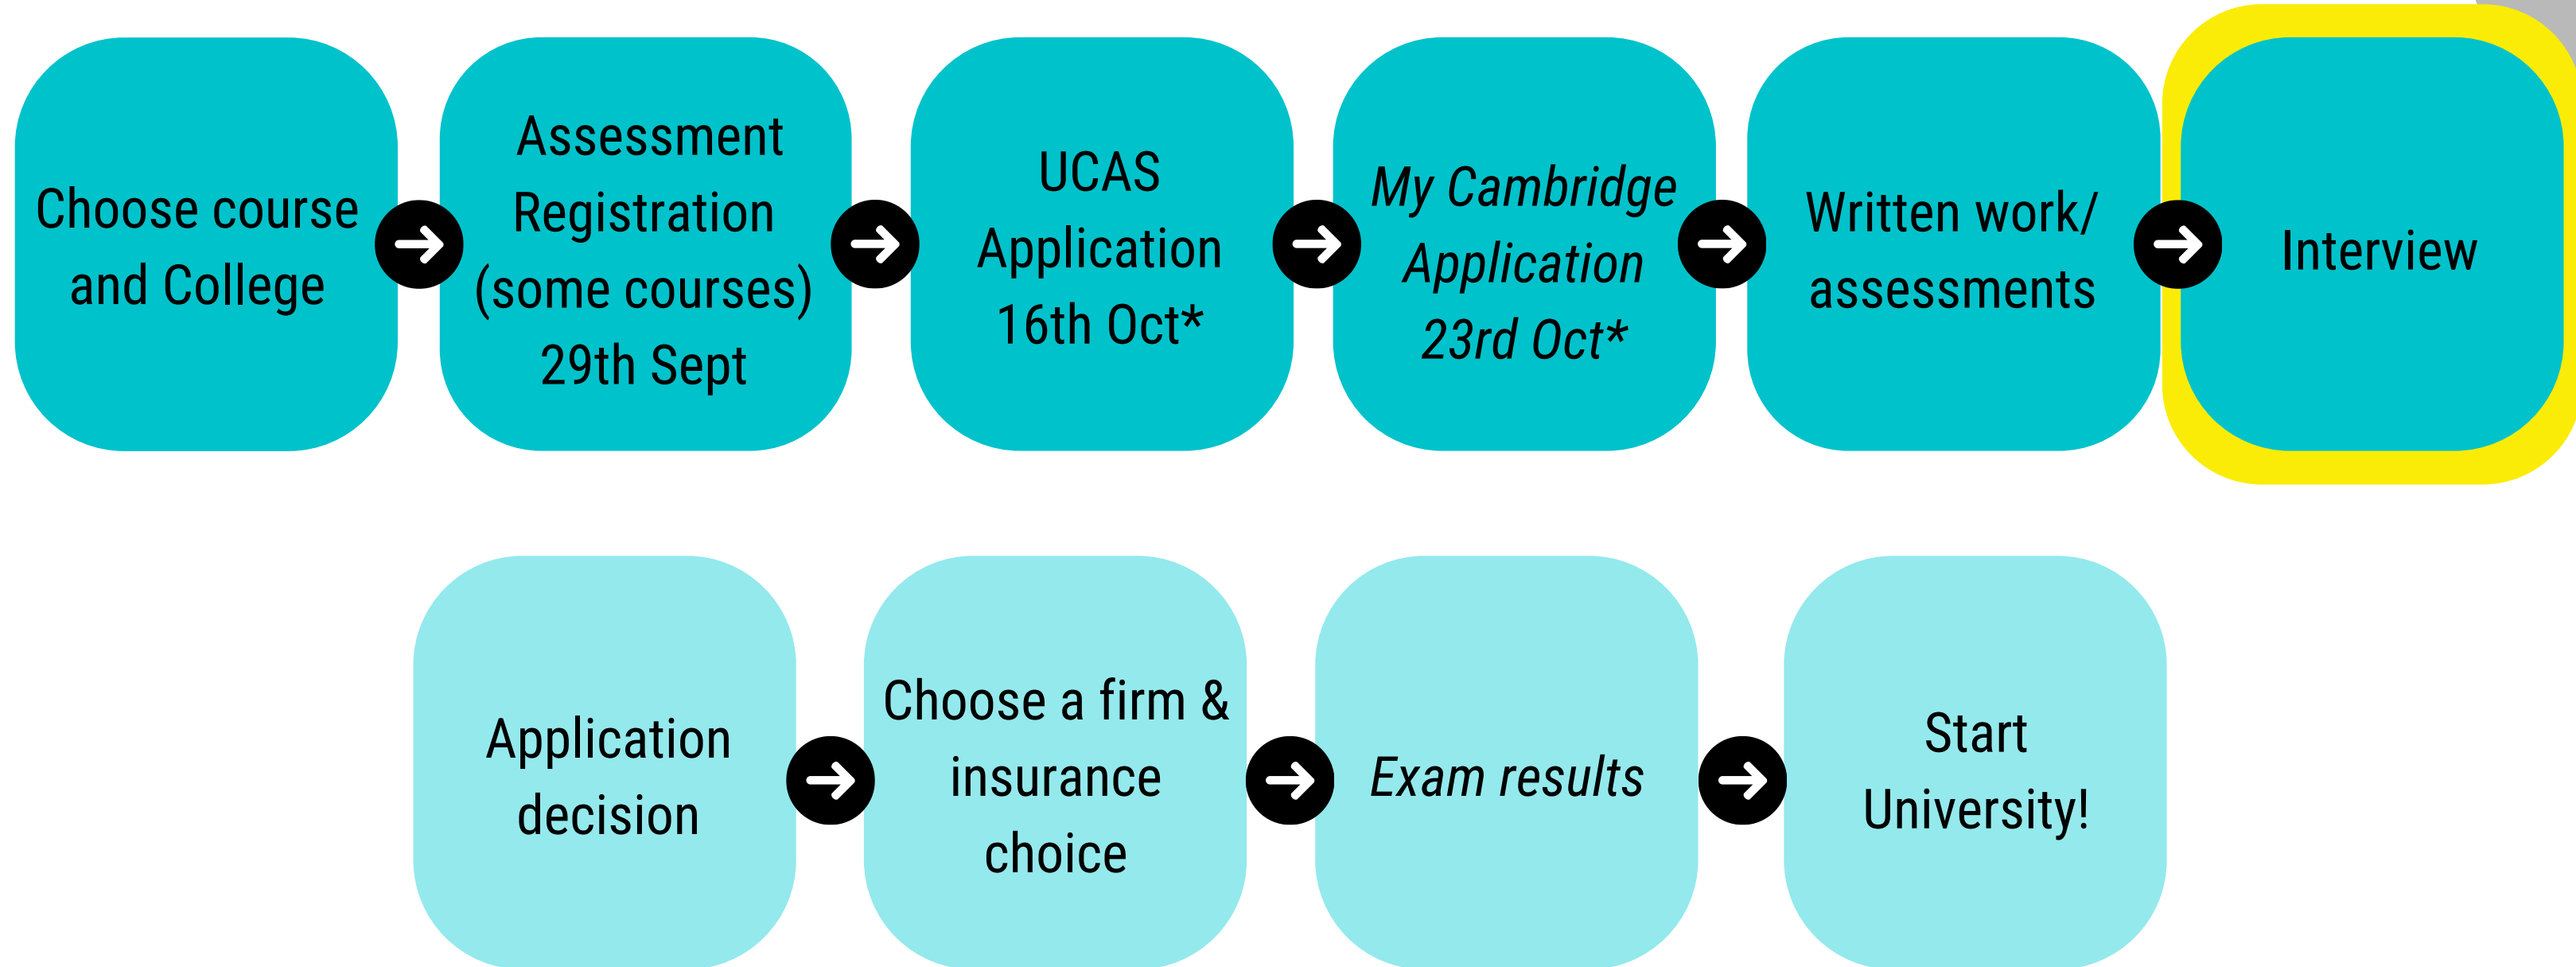 Choose course
and College
Assessment
Registration
(some courses)
29th Sept
UCAS
Application
16th Oct*
My Cambridge
Application
23rd Oct*
Written work/
assessments
Interview
Application
decision
Choose a firm &
insurance
choice
Exam results
Start
University!